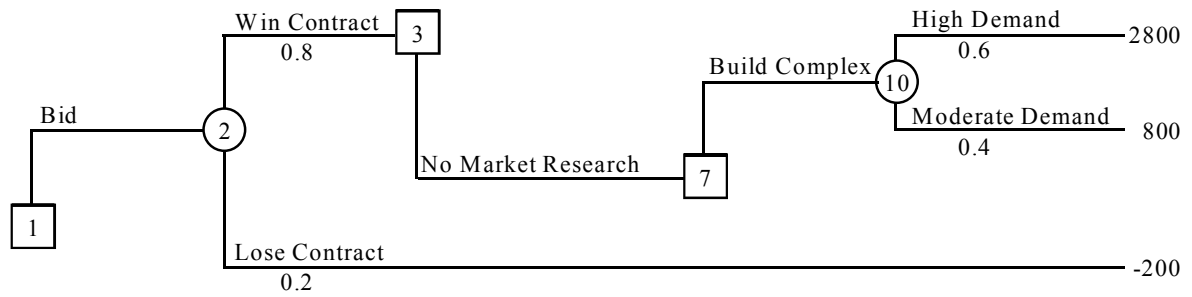 High Demand
Win Contract
3
2800
0.8
0.6
Build Complex
10
Bid
Moderate Demand
2
800
0.4
No Market Research
7
1
Lose Contract
-200
0.2